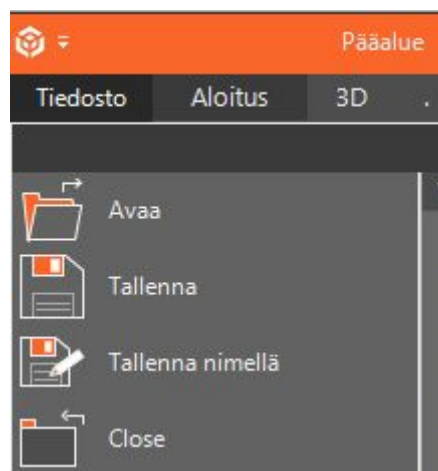 Pääalue
Tiedosto Aloitus 3D .
Avaa
Tallenna
Tallenna nimellä
Close